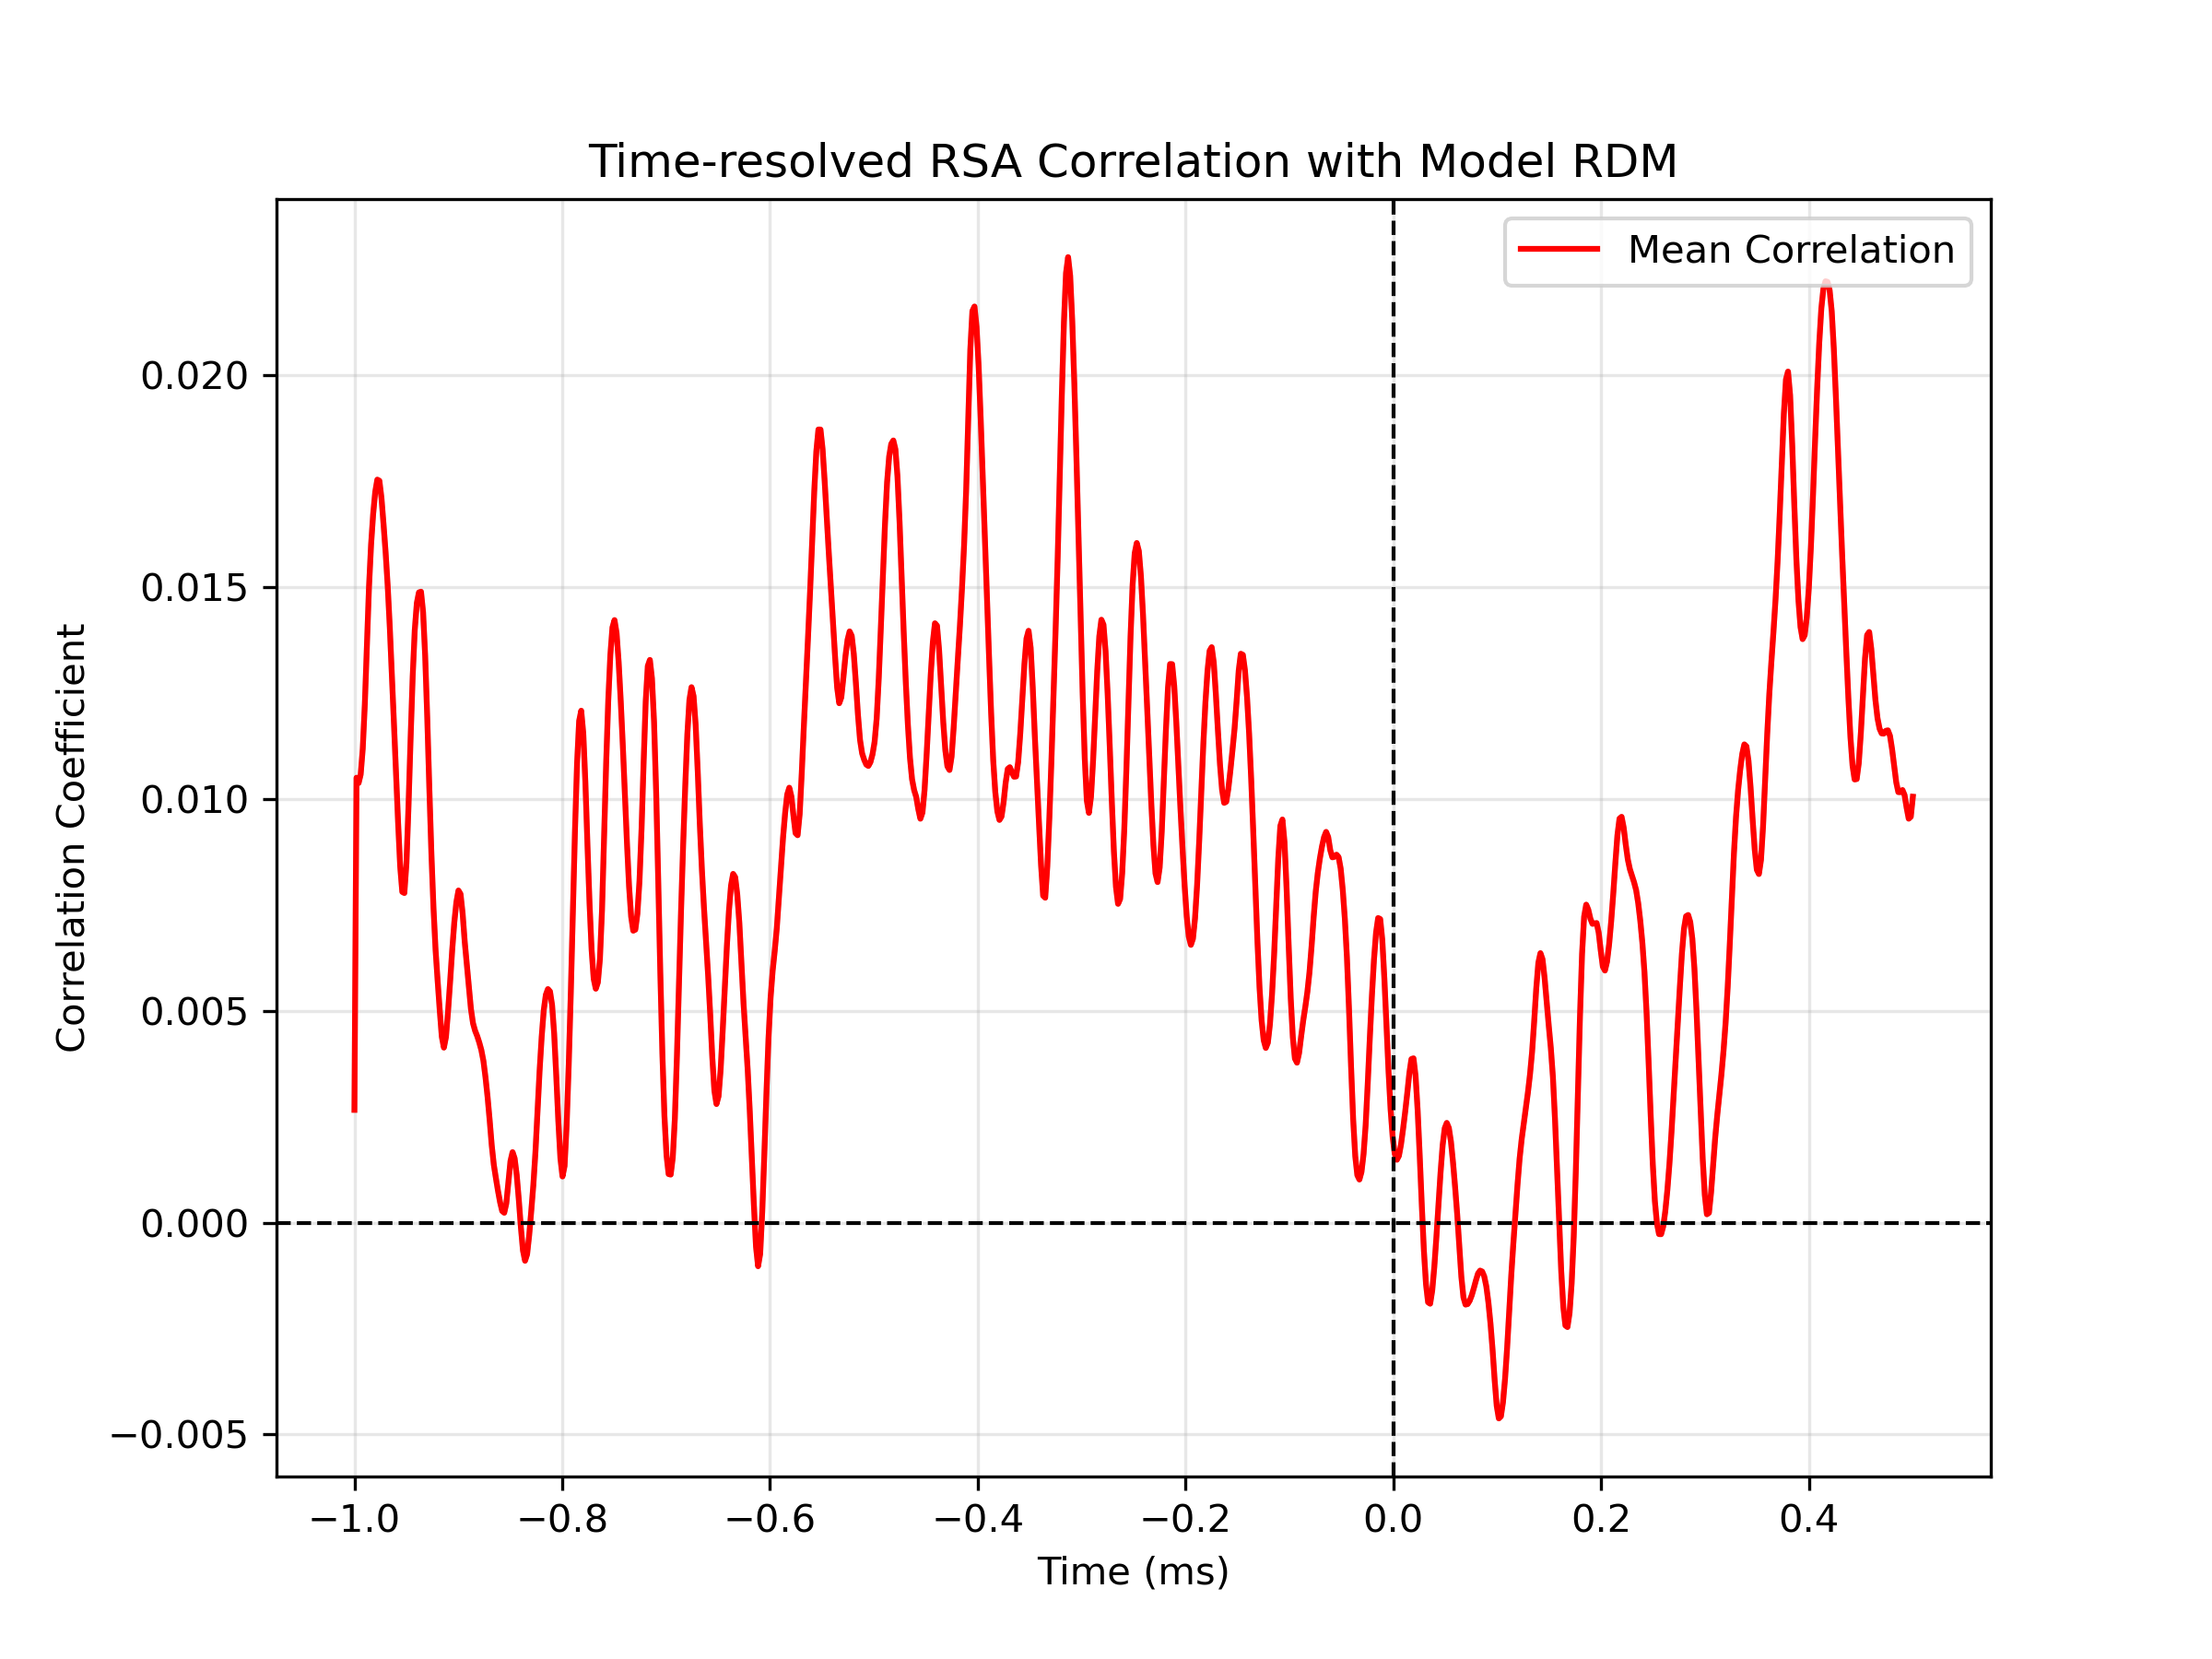 Time-resolved RSA Correlation with Model RDM
Mean Correlation
Correlation Coefficient
0.020
0.015
0.010
0.005
0.000
−0.005
−1.0 −0.8 −0.6 −0.4 −0.2 0.0 0.2 0.4
Time (ms)